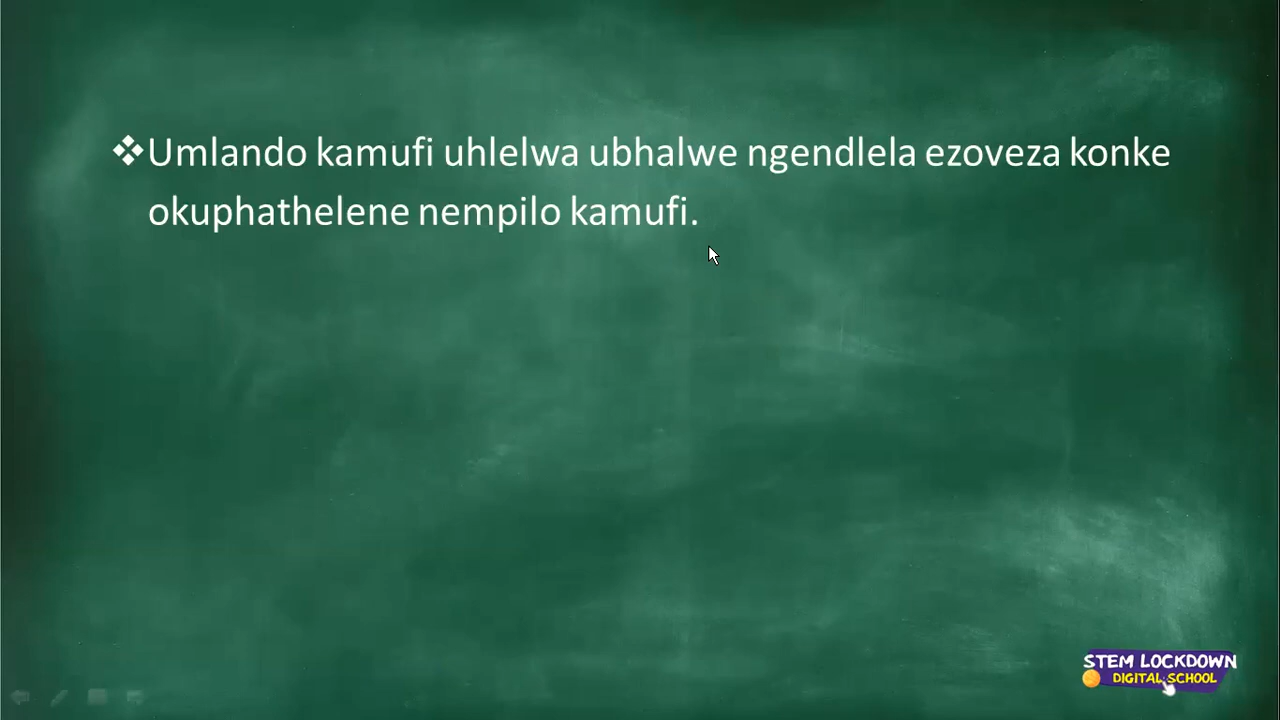 ❖Umlando kamufi uhlelwa ubhalwe ngendlela ezoveza konke
okuphathelene nempilo kamufi.
STEM LOCKDOWN
DIGITAL SCHOOL